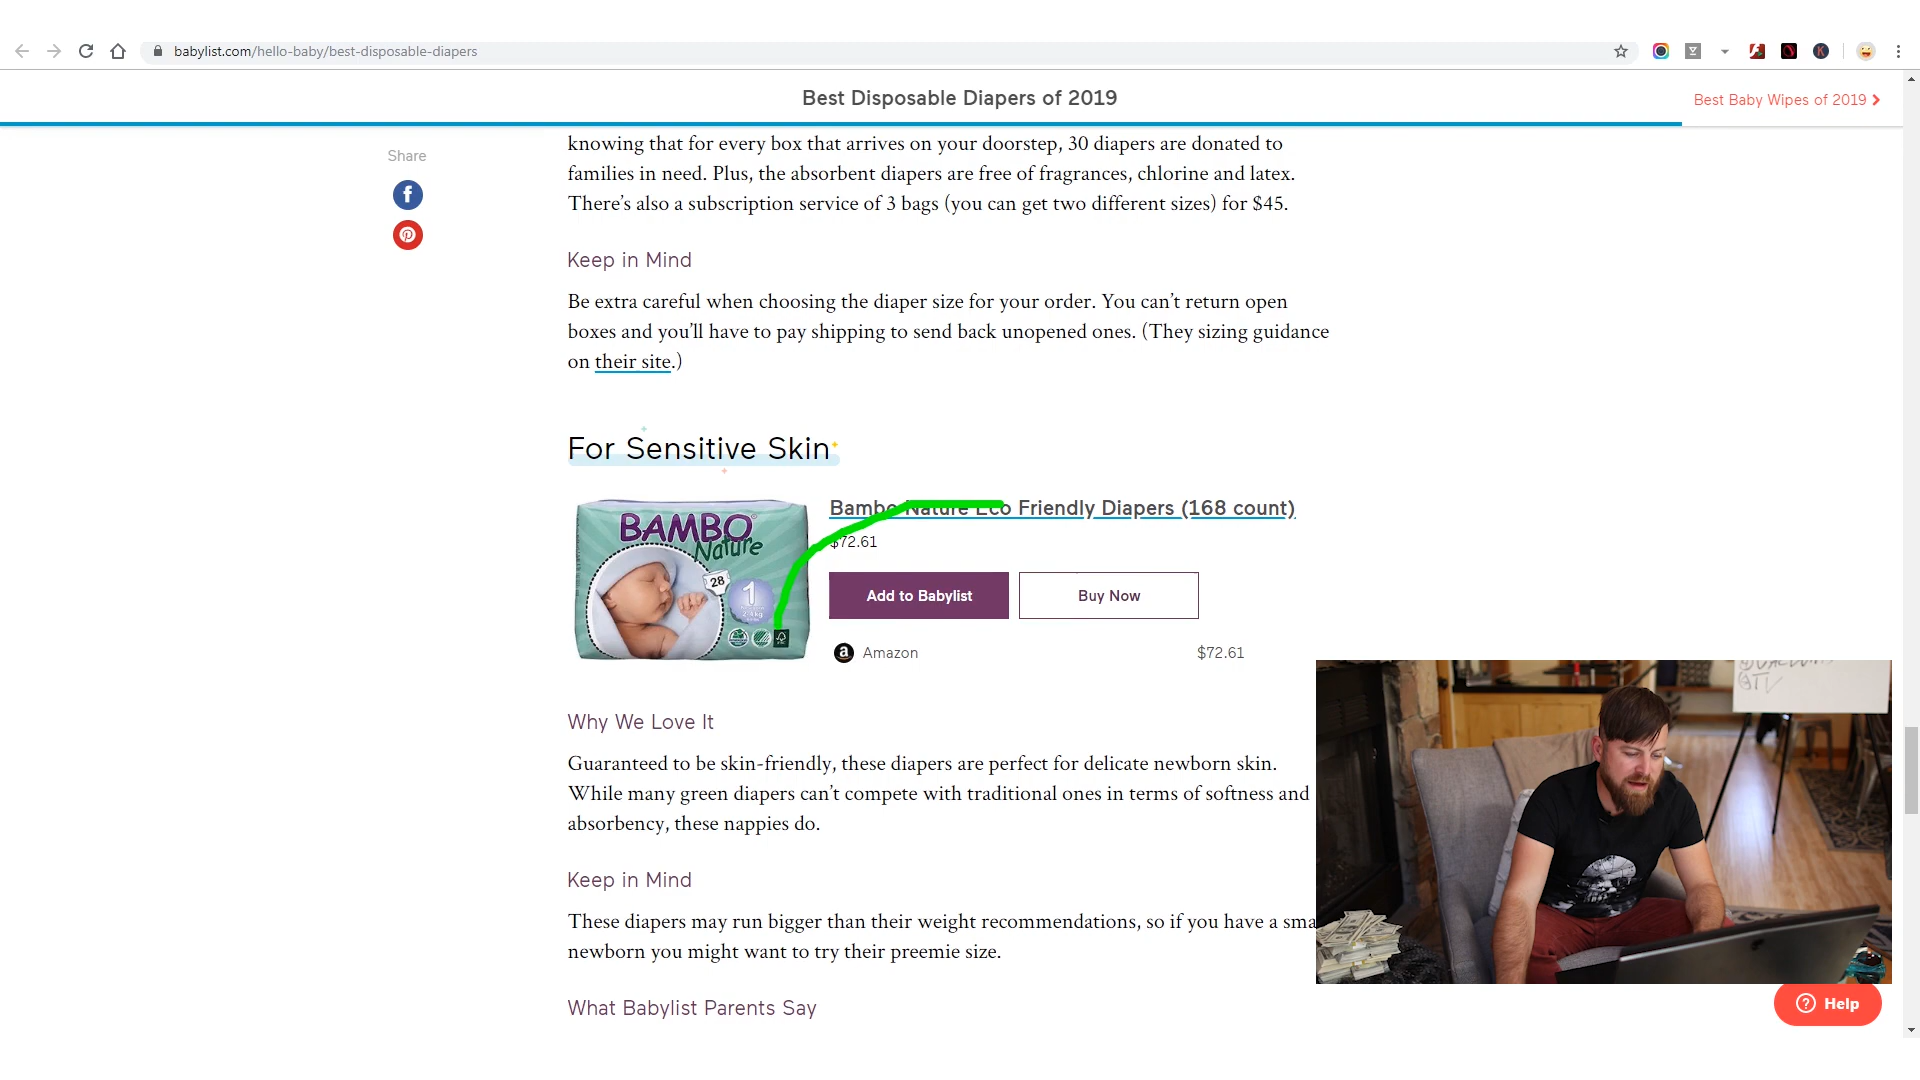 babylist.com/hello-baby/best-disposable-diapers
Best Disposable Diapers of 2019
Best Baby Wipes of 2019
Share
knowing that for every box that arrives on your doorstep, 30 diapers are donated to
families in need. Plus, the absorbent diapers are free of fragrances, chlorine and latex.
There’s also a subscription service of 3 bags (you can get two different sizes) for $45.
Keep in Mind
Be extra careful when choosing the diaper size for your order. You can’t return open
boxes and you’ll have to pay shipping to send back unopened ones. (They sizing guidance
on their site.)
For Sensitive Skin
BAMBO
Nature
28
1
Bambo Nature Eco Friendly Diapers (168 count)
$72.61
Add to Babylist
Buy Now
Amazon
$72.61
Why We Love It
Guaranteed to be skin-friendly, these diapers are perfect for delicate newborn skin.
While many green diapers can’t compete with traditional ones in terms of softness and
absorbency, these nappies do.
Keep in Mind
These diapers may run bigger than their weight recommendations, so if you have a sma
newborn you might want to try their preemie size.
What Babylist Parents Say
Help